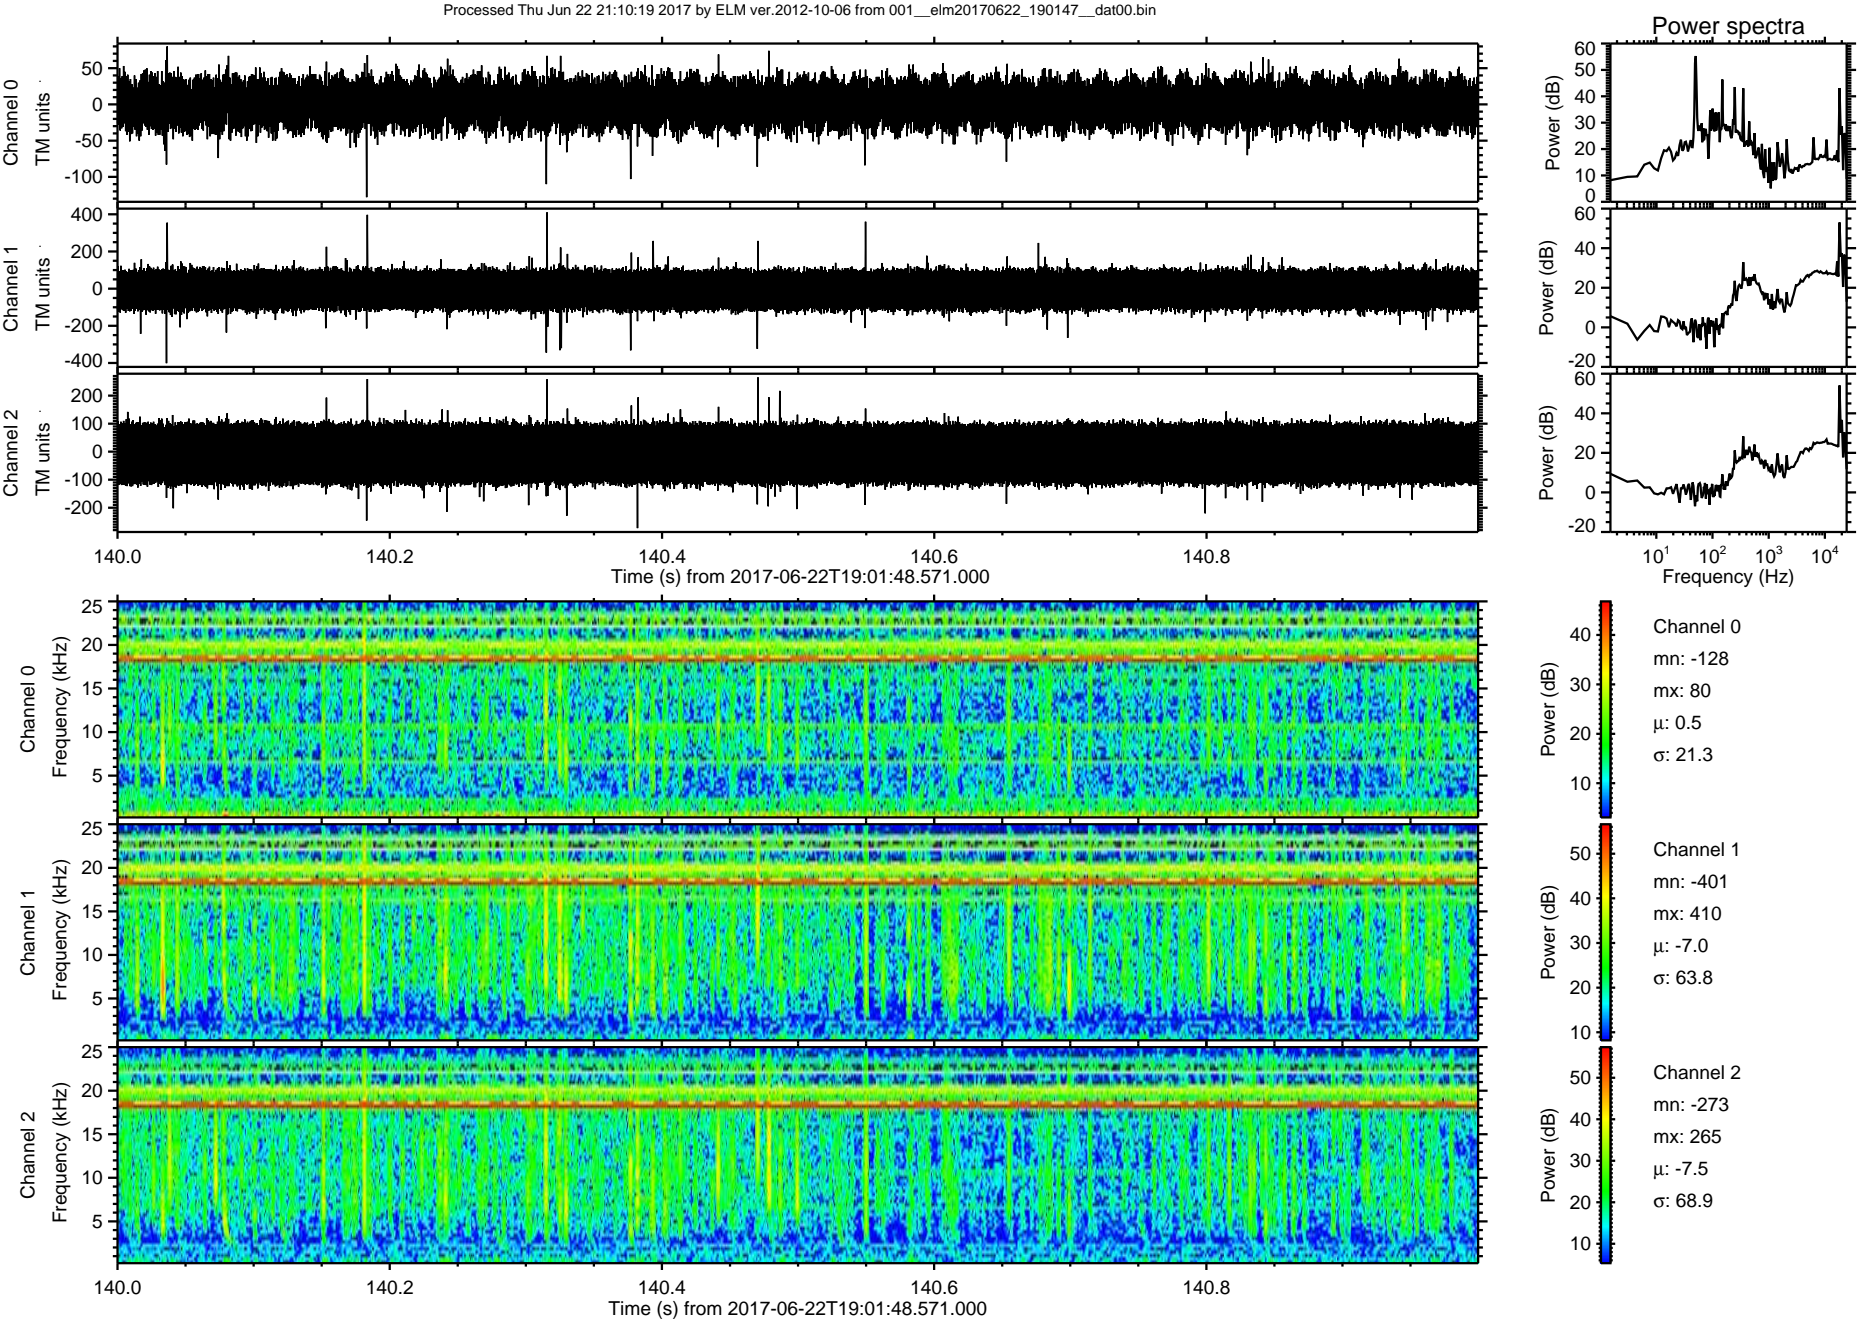 Processed Thu Jun 22 21:10:19 2017 by ELM ver.2012-10-06 from 001__elm20170622_190147__dat00.bin
Power spectra
Channel 0
TM units
50
0
-50
-100
Power (dB)
60
50
40
30
20
10
0
Channel 1
TM units
400
200
0
-200
-400
Power (dB)
60
40
20
0
-20
Channel 2
TM units
200
100
0
-100
-200
Power (dB)
60
40
20
0
-20
140.0 140.2 140.4 140.6 140.8
Time (s) from 2017-06-22T19:01:48.571.000
10¹ 10² 10³ 10⁴
Frequency (Hz)
Channel 0
Frequency (kHz)
25
20
15
10
5
Power (dB)
40
30
20
10
Channel 0
mn: -128
mx: 80
μ: 0.5
σ: 21.3
Channel 1
Frequency (kHz)
25
20
15
10
5
Power (dB)
50
40
30
20
10
Channel 1
mn: -401
mx: 410
μ: -7.0
σ: 63.8
Channel 2
Frequency (kHz)
25
20
15
10
5
Power (dB)
50
40
30
20
10
Channel 2
mn: -273
mx: 265
μ: -7.5
σ: 68.9
140.0 140.2 140.4 140.6 140.8
Time (s) from 2017-06-22T19:01:48.571.000